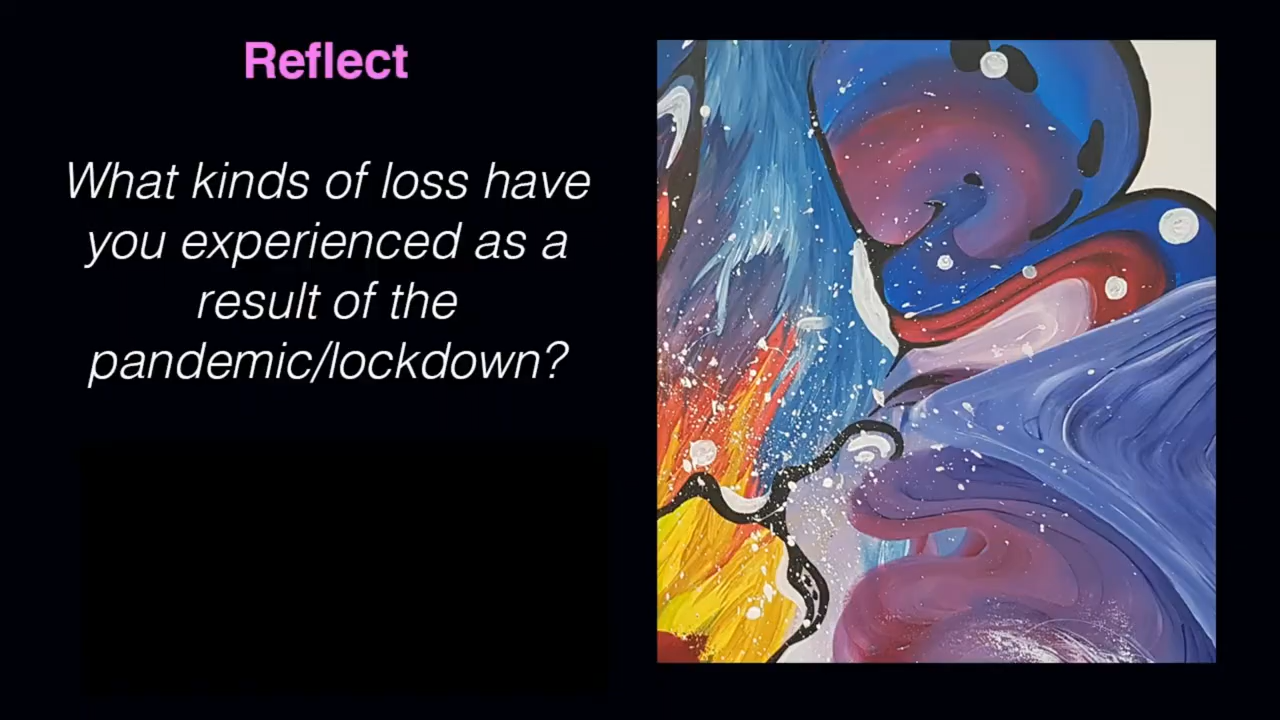 Reflect
What kinds of loss have
you experienced as a
result of the
pandemic/lockdown?